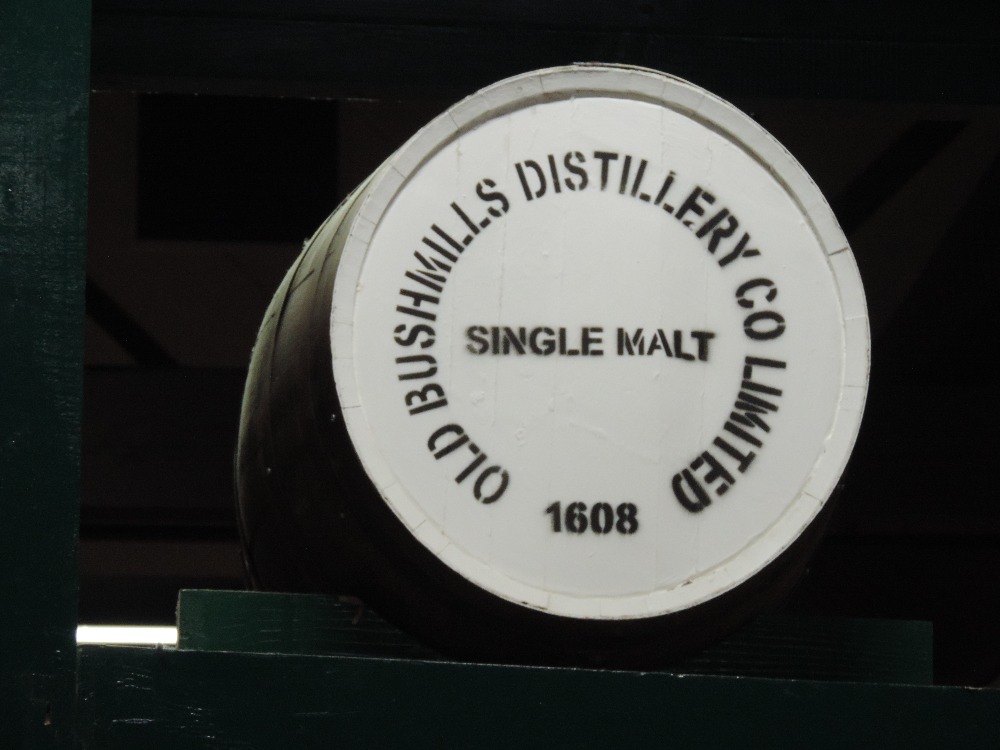 OLD BUSHMILLS DISTILLERY CO LIMITED
SINGLE MALT
1608